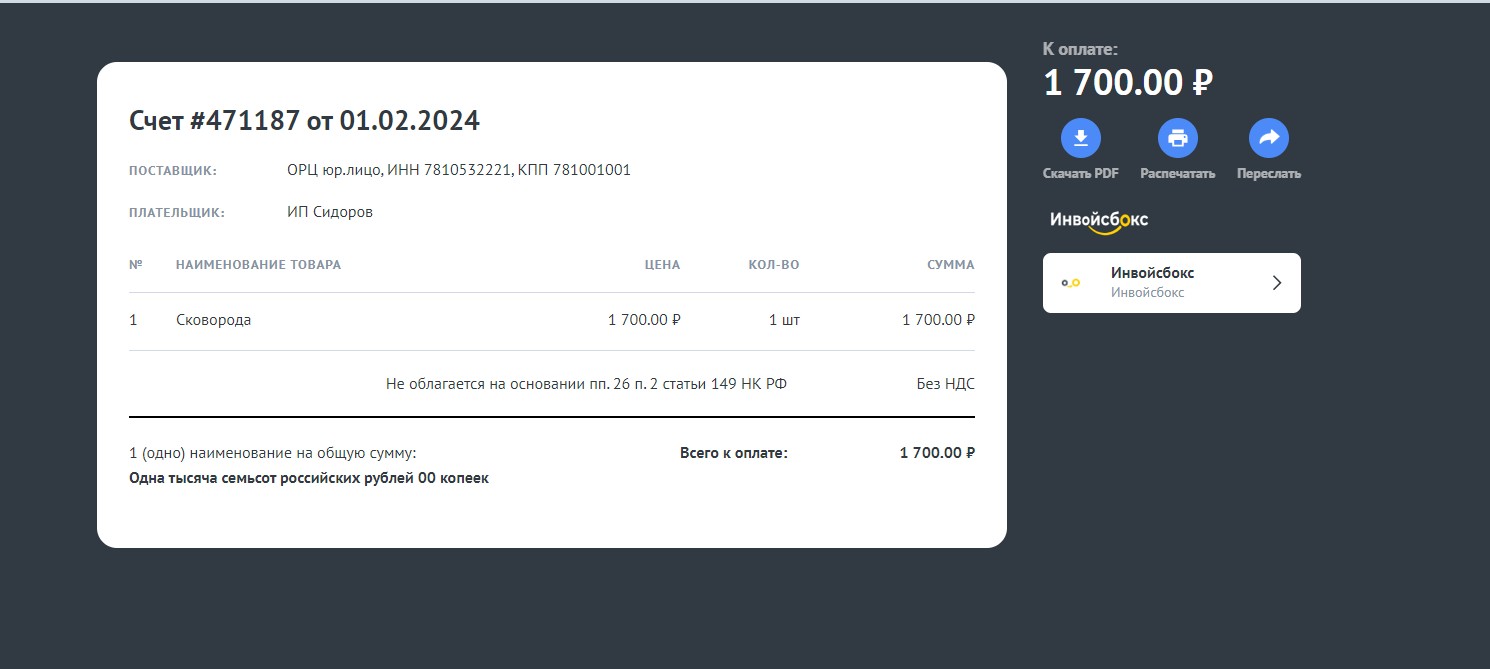 Счет #471187 от 01.02.2024
ПОСТАВЩИК: ОРЦ юр.лицо, ИНН 7810532221, КПП 781001001
ПЛАТЕЛЬЩИК: ИП Сидоров
№ НАИМЕНОВАНИЕ ТОВАРА ЦЕНА КОЛ-ВО СУММА
1 Сковорода 1 700.00 ₽ 1 шт 1 700.00 ₽
Не облагается на основании пп. 26 п. 2 статьи 149 НК РФ Без НДС
1 (одно) наименование на общую сумму: Всего к оплате: 1 700.00 ₽
Одна тысяча семьсот российских рублей 00 копеек
К оплате:
1 700.00 ₽
Скачать PDF Распечатать Переслать
Инвойсбокс
Инвойсбокс
Инвойсбокс